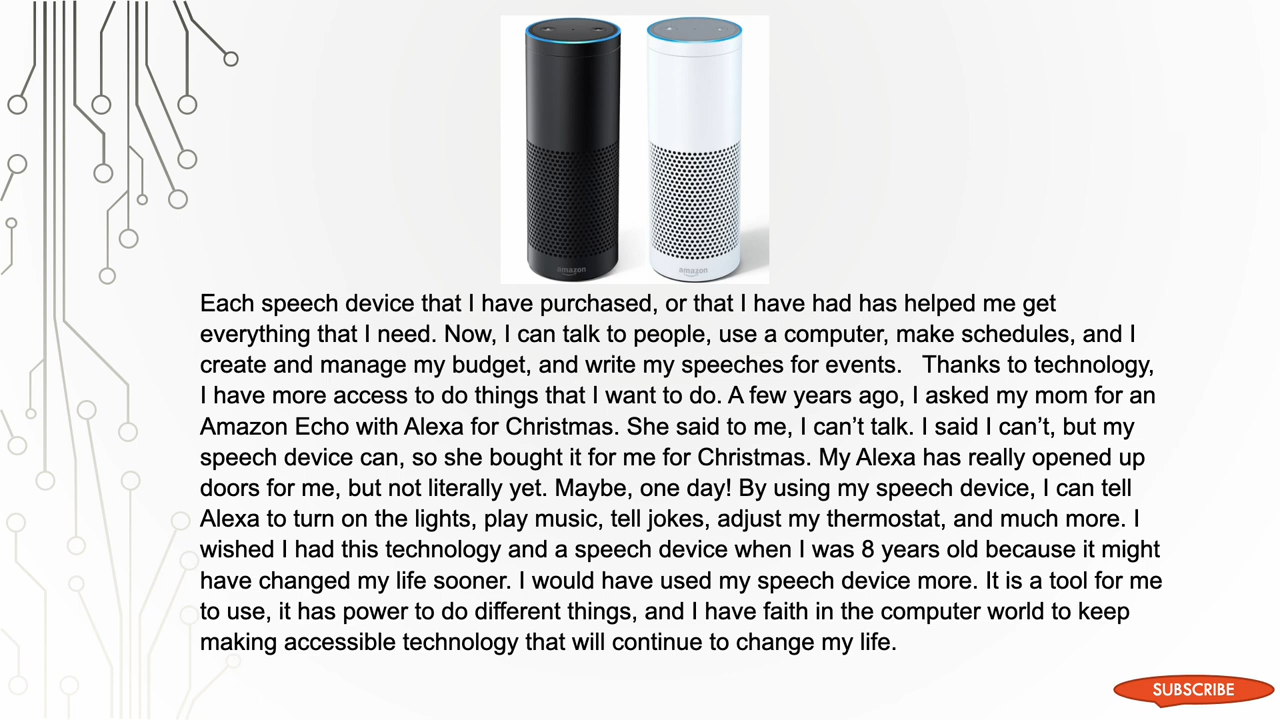 amazon amazon
Each speech device that I have purchased, or that I have had has helped me get
everything that I need. Now, I can talk to people, use a computer, make schedules, and I
create and manage my budget, and write my speeches for events.   Thanks to technology,
I have more access to do things that I want to do. A few years ago, I asked my mom for an
Amazon Echo with Alexa for Christmas. She said to me, I can’t talk. I said I can’t, but my
speech device can, so she bought it for me for Christmas. My Alexa has really opened up
doors for me, but not literally yet. Maybe, one day! By using my speech device, I can tell
Alexa to turn on the lights, play music, tell jokes, adjust my thermostat, and much more. I
wished I had this technology and a speech device when I was 8 years old because it might
have changed my life sooner. I would have used my speech device more. It is a tool for me
to use, it has power to do different things, and I have faith in the computer world to keep
making accessible technology that will continue to change my life.
SUBSCRIBE